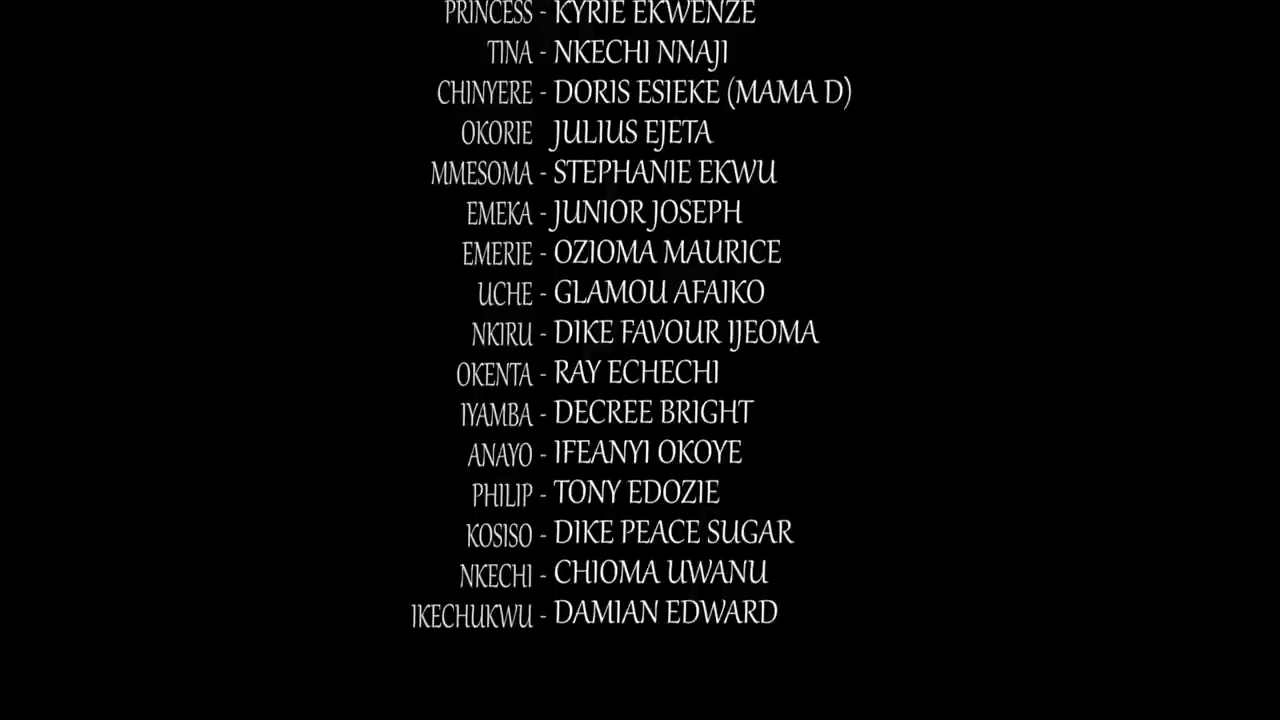 PRINCESS - KYRIE EKWENZE
TINA - NKECHI NNAJI
CHINYERE - DORIS ESIEKE (MAMA D)
OKORIE JULIUS EJETA
MMESOMA - STEPHANIE EKWU
EMEKA - JUNIOR JOSEPH
EMERIE - OZIOMA MAURICE
UCHE - GLAMOU AFAIKO
NKIRU - DIKE FAVOUR IJEOMA
OKENTA - RAY ECHECHI
IYAMBA - DECREE BRIGHT
ANAYO - IFEANYI OKOYE
PHILIP - TONY EDOZIE
KOSISO - DIKE PEACE SUGAR
NKECHI - CHIOMA UWANU
IKECHUKWU - DAMIAN EDWARD